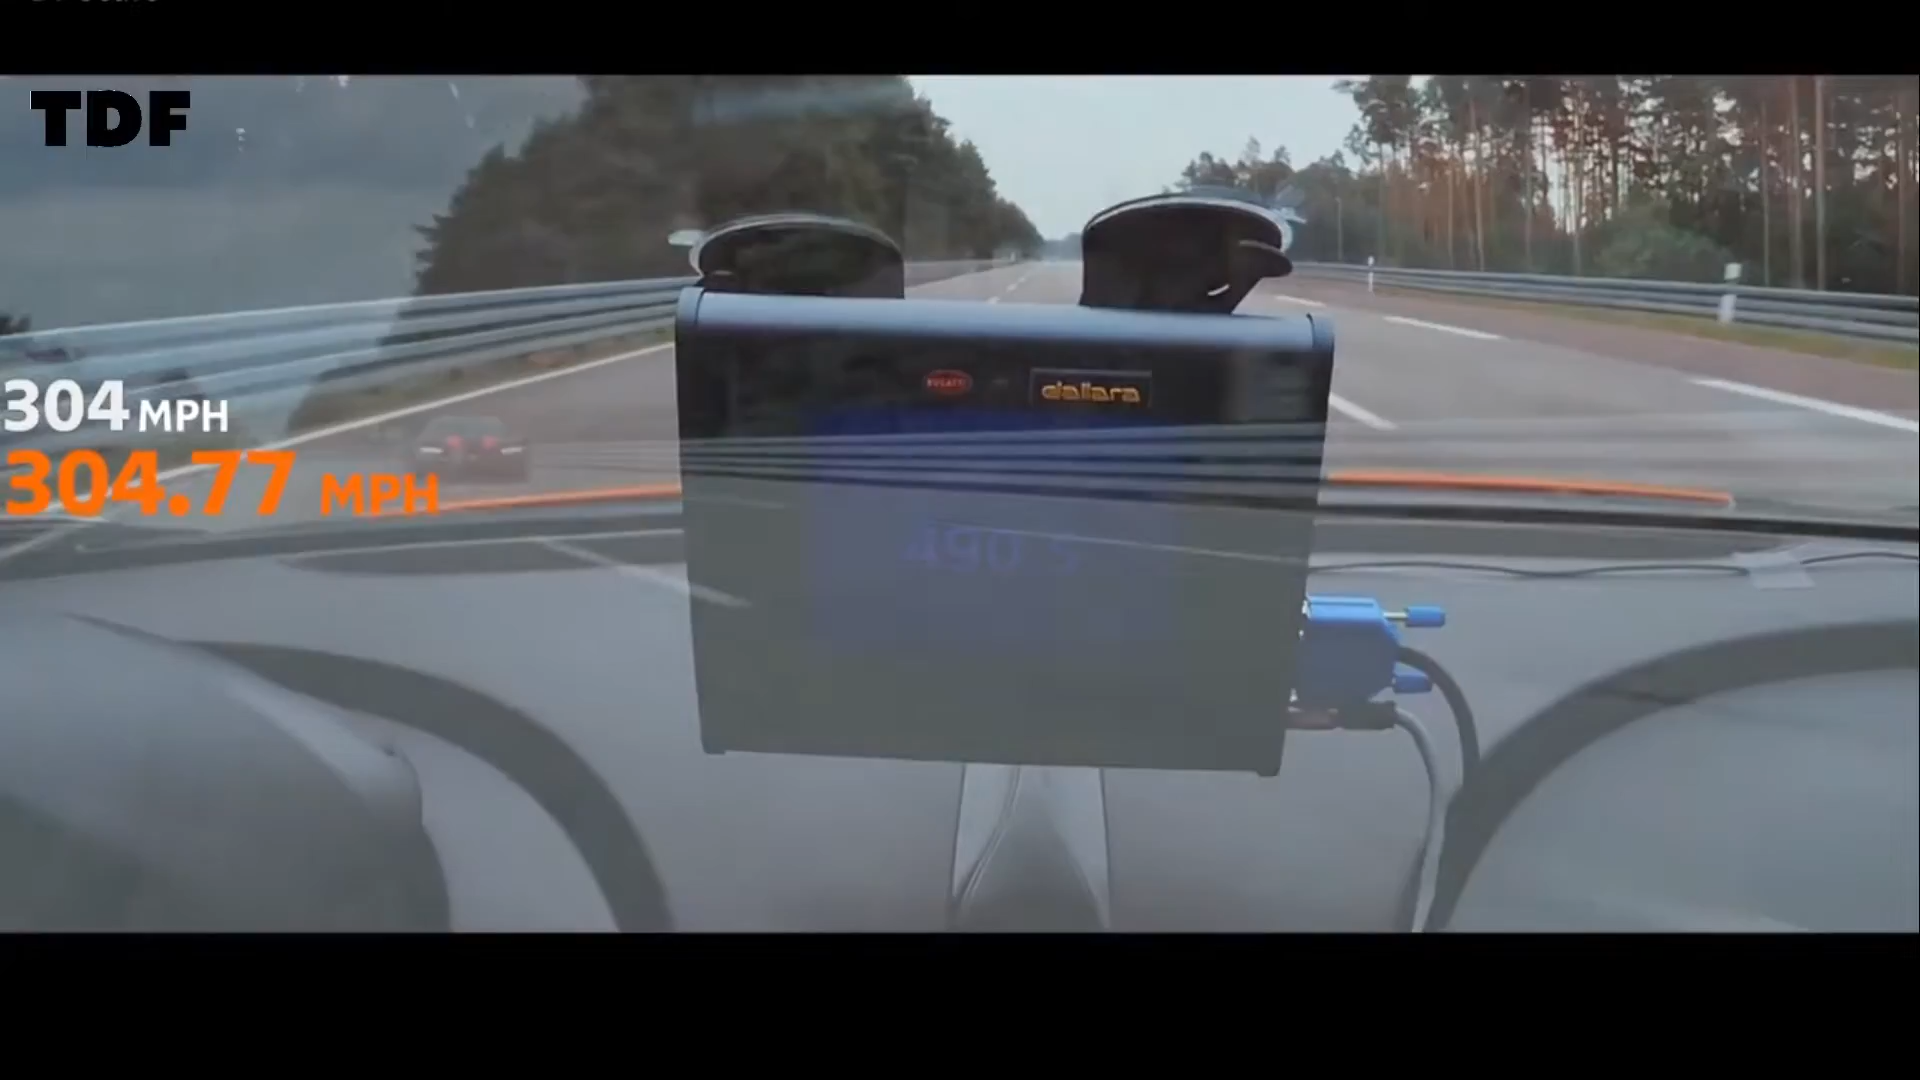 TDF
BUGATTI
dallara
304 MPH
304.77 MPH